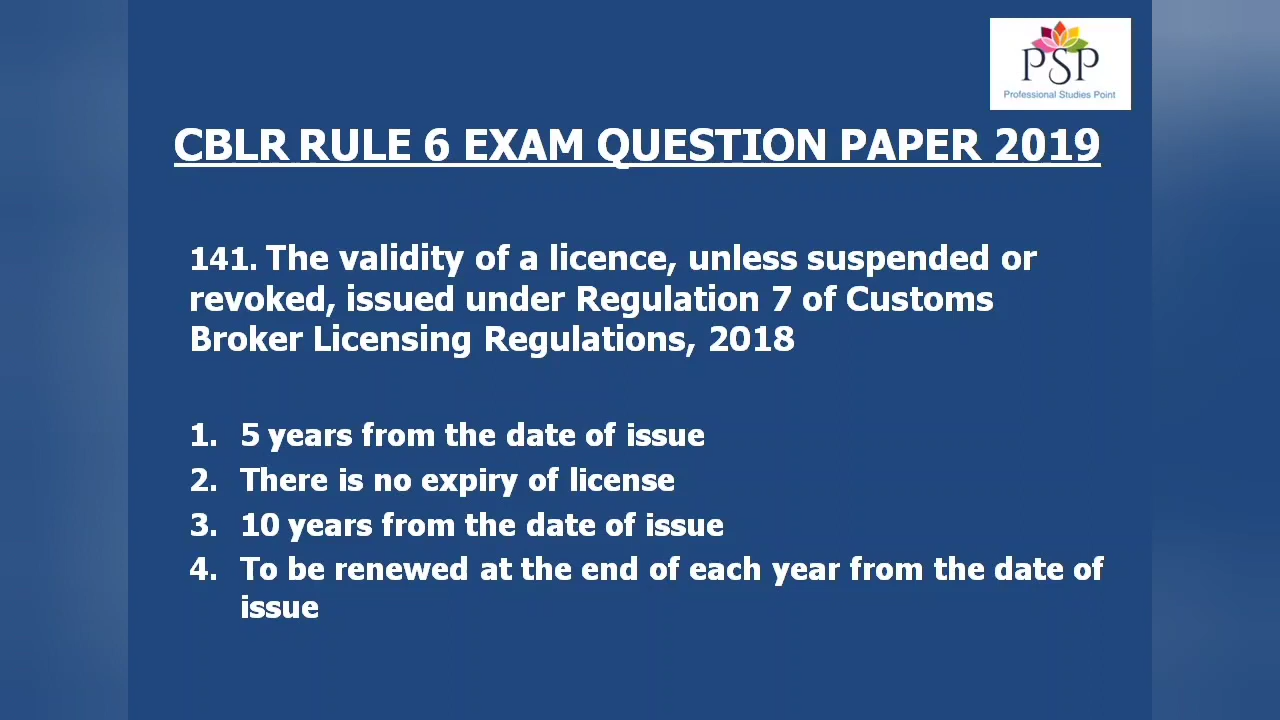 PSP
Professional Studies Point
CBLR RULE 6 EXAM QUESTION PAPER 2019
141. The validity of a licence, unless suspended or
revoked, issued under Regulation 7 of Customs
Broker Licensing Regulations, 2018
1. 5 years from the date of issue
2. There is no expiry of license
3. 10 years from the date of issue
4. To be renewed at the end of each year from the date of
issue